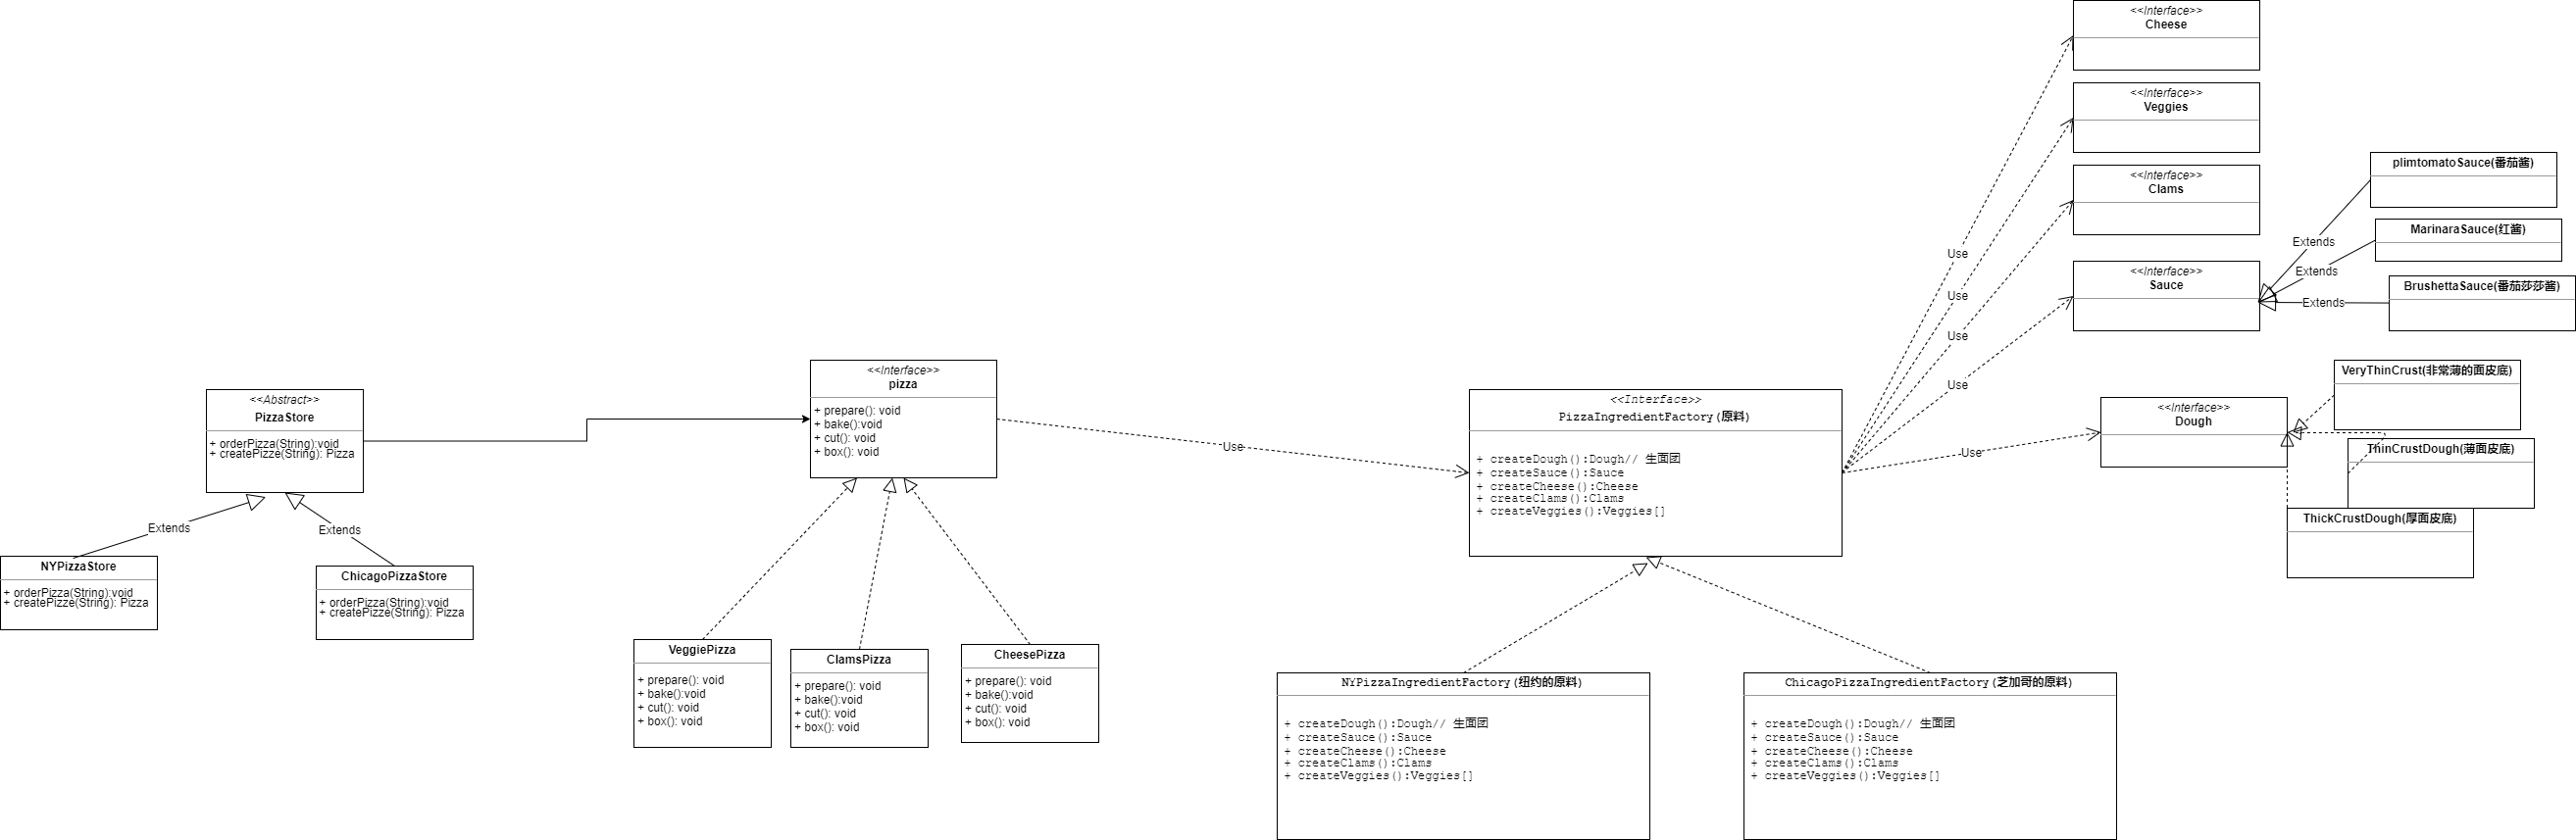 <<Interface>>
Cheese
<<Interface>>
Veggies
<<Interface>>
Clams
<<Interface>>
Sauce
plimtomatoSauce(番茄酱)
MarinaraSauce(红酱)
BrushettaSauce(番茄莎莎酱)
Extends
Extends
Extends
Use
Use
Use
Use
Use
<<Interface>>
Dough
VeryThinCrust(非常薄的面皮底)
ThinCrustDough(薄面皮底)
ThickCrustDough(厚面皮底)
<<Abstract>>
PizzaStore
+ orderPizza(String):void
+ createPizze(String): Pizza
Extends
Extends
NYPizzaStore
+ orderPizza(String):void
+ createPizze(String): Pizza
ChicagoPizzaStore
+ orderPizza(String):void
+ createPizze(String): Pizza
<<Interface>>
pizza
+ prepare(): void
+ bake():void
+ cut(): void
+ box(): void
Use
VeggiePizza
+ prepare(): void
+ bake():void
+ cut(): void
+ box(): void
ClamsPizza
+ prepare(): void
+ bake():void
+ cut(): void
+ box(): void
CheesePizza
+ prepare(): void
+ bake():void
+ cut(): void
+ box(): void
<<Interface>>
PizzaIngredientFactory(原料)
+ createDough():Dough// 生面团
+ createSauce():Sauce
+ createCheese():Cheese
+ createClams():Clams
+ createVeggies():Veggies[]
NYPizzaIngredientFactory(纽约的原料)
+ createDough():Dough// 生面团
+ createSauce():Sauce
+ createCheese():Cheese
+ createClams():Clams
+ createVeggies():Veggies[]
ChicagoPizzaIngredientFactory(芝加哥的原料)
+ createDough():Dough// 生面团
+ createSauce():Sauce
+ createCheese():Cheese
+ createClams():Clams
+ createVeggies():Veggies[]